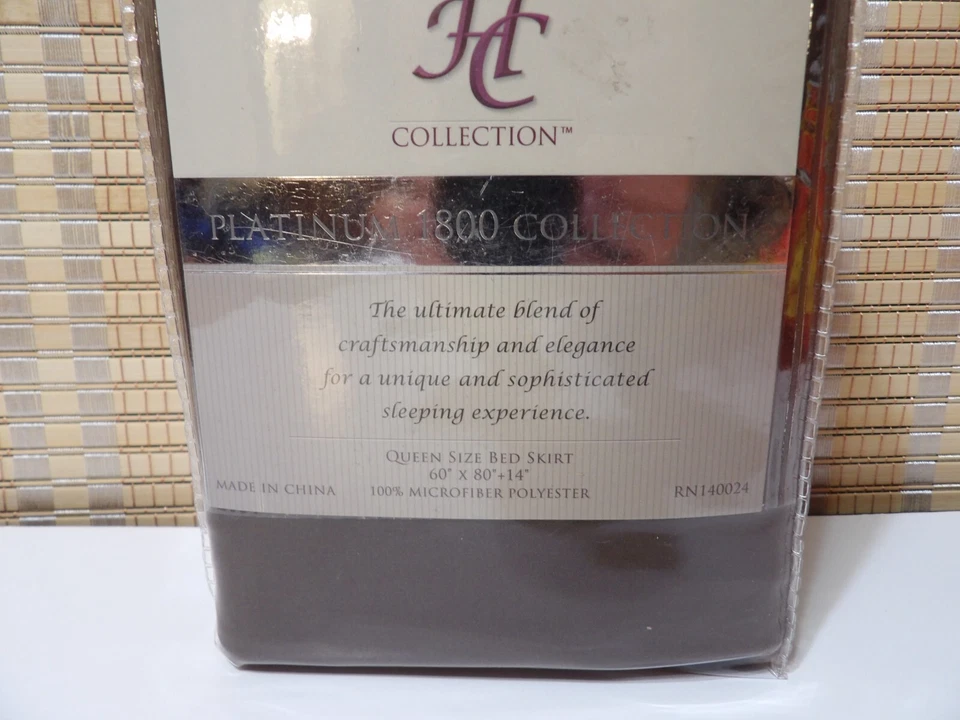 HC
COLLECTION™
PLATINUM 1800 COLLECTION
The ultimate blend of
craftsmanship and elegance
for a unique and sophisticated
sleeping experience.
QUEEN SIZE BED SKIRT
60" X 80"+14"
MADE IN CHINA 100% MICROFIBER POLYESTER RN140024